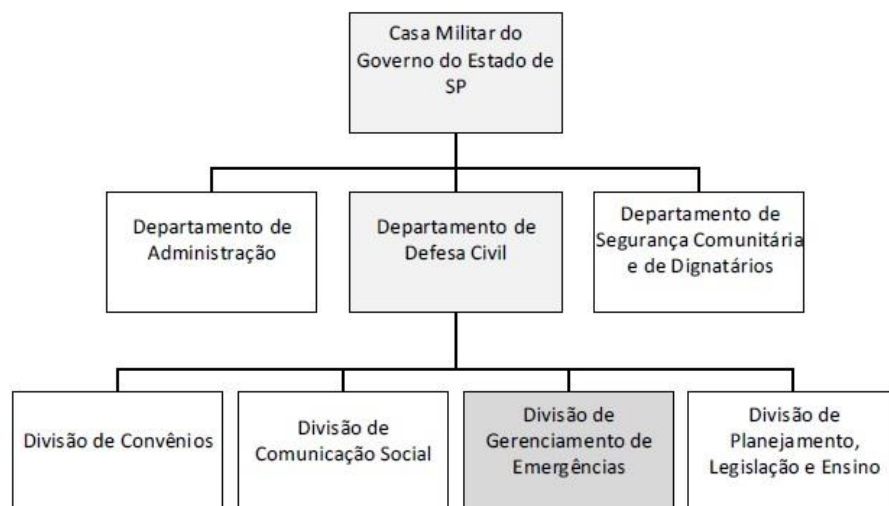 Casa Militar do
Governo do Estado de
SP
Departamento de
Administração
Departamento de
Defesa Civil
Departamento de
Segurança Comunitária
e de Dignatários
Divisão de Convênios
Divisão de
Comunicação Social
Divisão de
Gerenciamento de
Emergências
Divisão de
Planejamento,
Legislação e Ensino